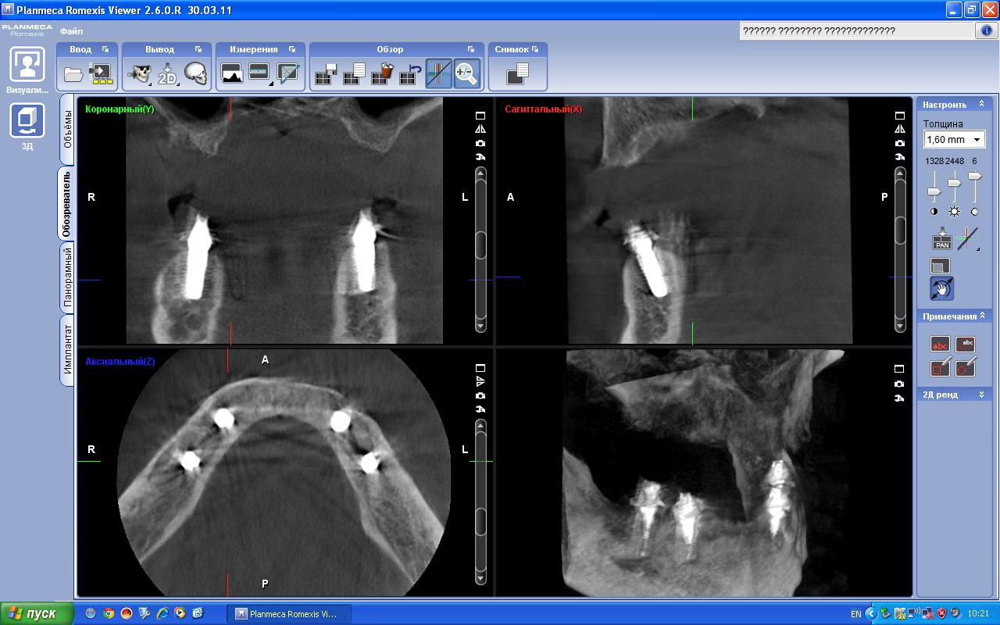 Planmeca Romexis Viewer 2.6.0.R 30.03.11
PLANMECA
Romexis
Файл
?????? ???????? ?????????????
Ввод
Вывод
Измерения
Обзор
Снимок
2D
Визуали...
3Д
Объёмы
Обозреватель
Панорамный
Имплантат
Коронарный(Y)
R
L
Сагиттальный(X)
A
P
Аксиальный(Z)
A
R
L
P
Настроить
Толщина
1,60 mm
1328 2448 6
PAN
Примечания
abc
abc
2Д ренд
пуск
Planmeca Romexis Vi...
EN
10:21